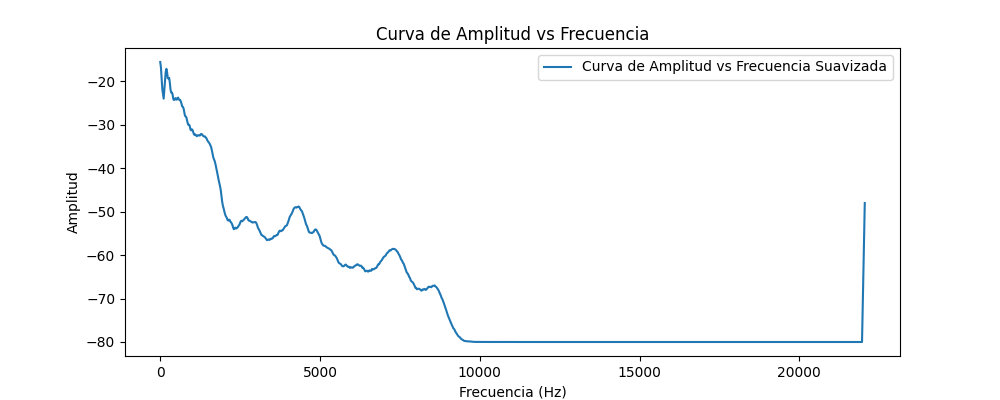 Curva de Amplitud vs Frecuencia
Curva de Amplitud vs Frecuencia Suavizada
Amplitud
−20
−30
−40
−50
−60
−70
−80
0 5000 10000 15000 20000
Frecuencia (Hz)